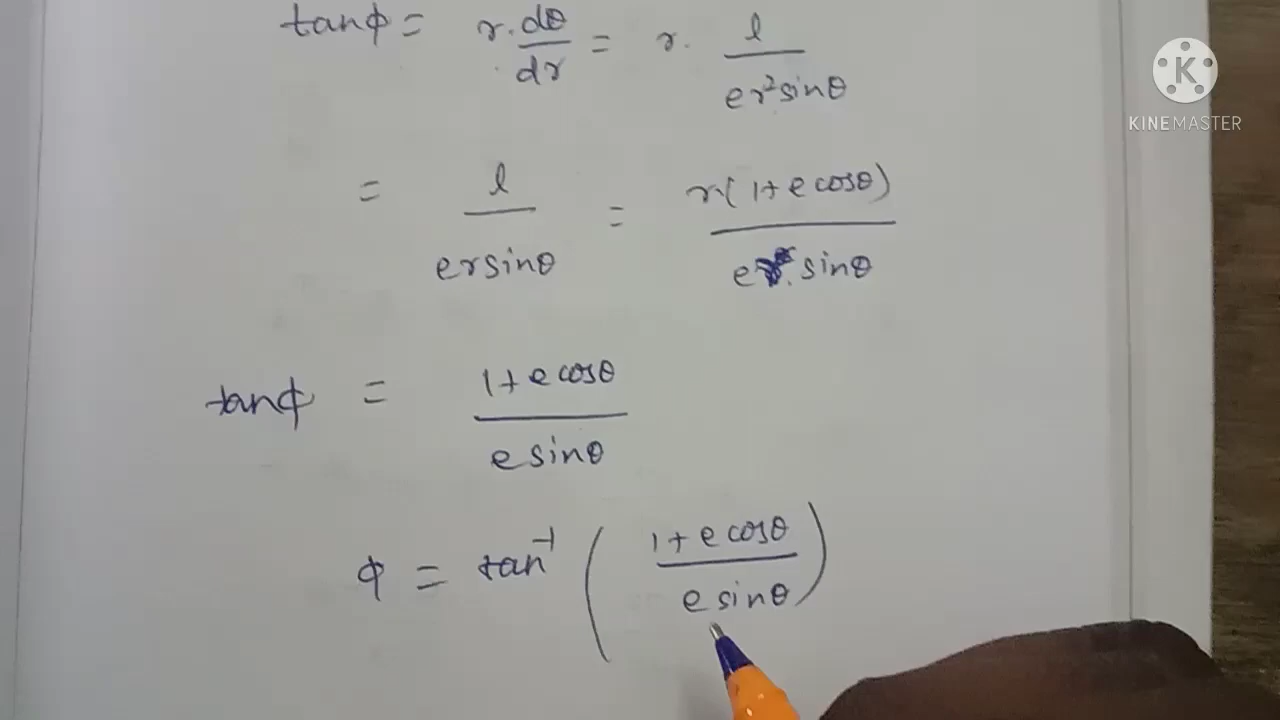 tanφ = r.dθ/dr = r. l/er²sinθ
K
KINEMASTER
= l/ersinθ = r(1+ecosθ)/er sinθ
tanφ = 1+ecosθ/esinθ
φ = tan⁻¹(1+ecosθ/esinθ)